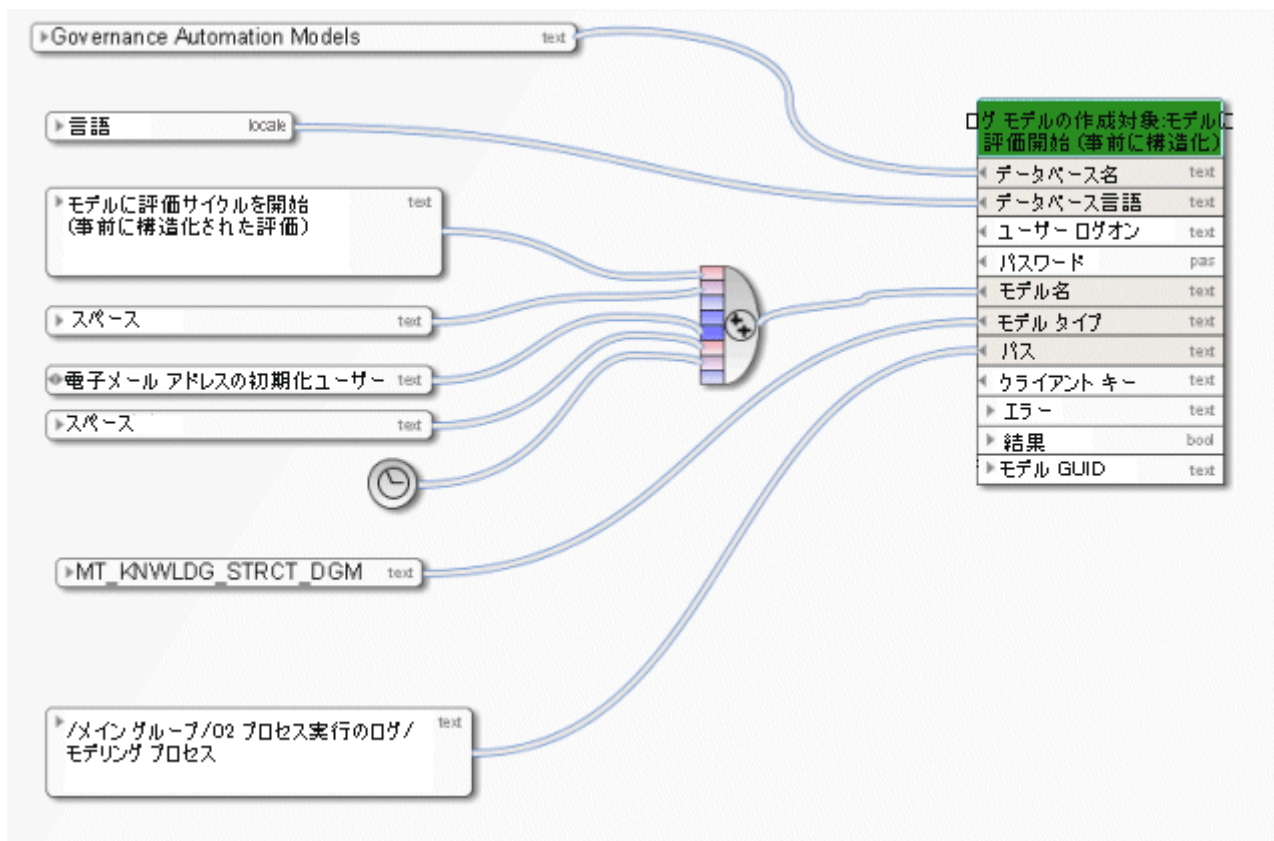 Governance Automation Models text
言語 locale
モデルに評価サイクルを開始 text
(事前に構造化された評価)
スペース text
電子メール アドレスの初期化ユーザー text
スペース text
MT_KNWLDG_STRCT_DGM text
/メイン グループ/02 プロセス実行のログ/ text
モデリング プロセス
グ モデルの作成対象:モデルに
評価開始 (事前に構造化)
データベース名 text
データベース言語 text
ユーザー ログオン text
パスワード pas
モデル名 text
モデル タイプ text
パス text
クライアント キー text
エラー text
結果 bool
モデル GUID text